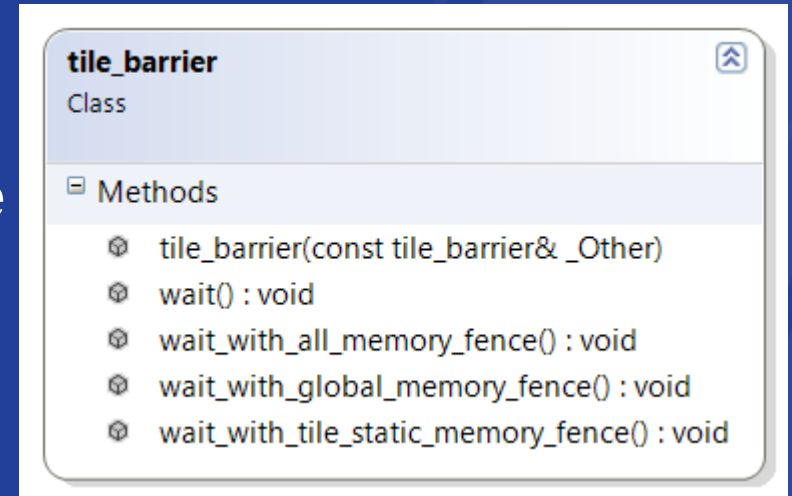 tile_barrier
Class
e
Methods
tile_barrier(const tile_barrier& _Other)
wait() : void
wait_with_all_memory_fence() : void
wait_with_global_memory_fence() : void
wait_with_tile_static_memory_fence() : void